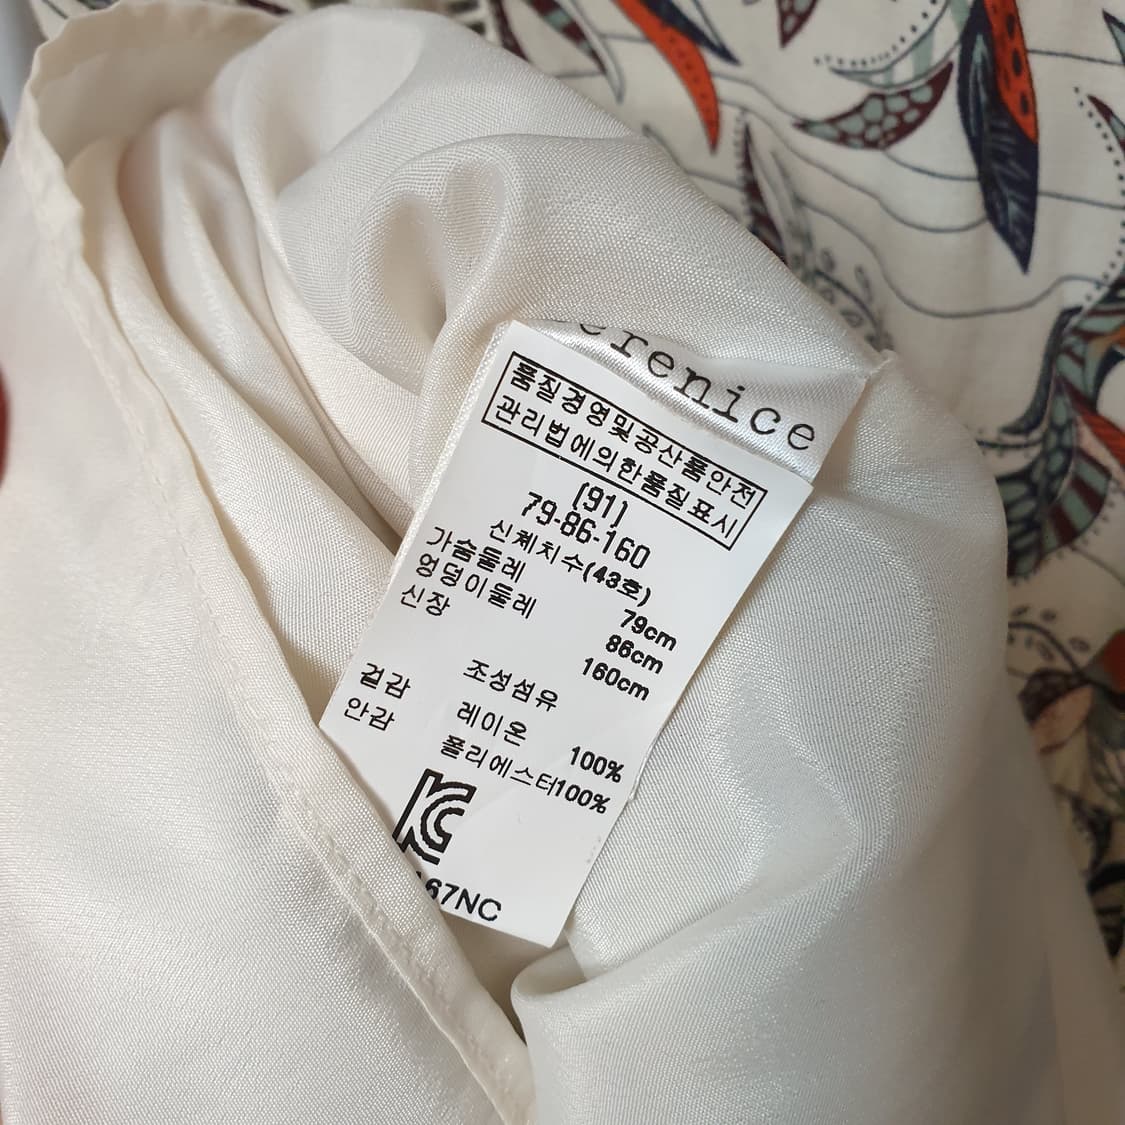 erenice
품질경영및공산품안전
관리법에의한품질표시
(91)
79-86-160
신체치수(43호)
가슴둘레 79cm
엉덩이둘레 86cm
신장 160cm
조성섬유
겉감 레이온 100%
안감 폴리에스터100%
KC
167NC